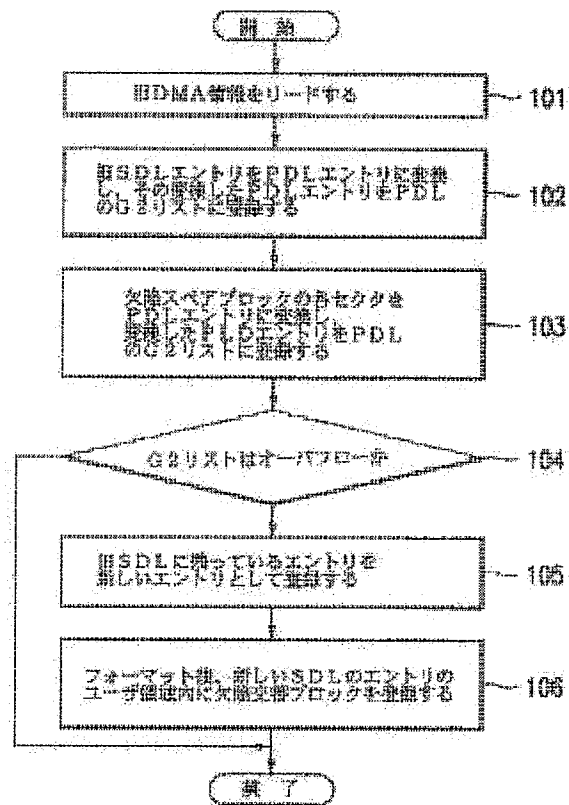 開始
旧DMA情報をリードする
101
旧SDLエントリをPDLエントリに変換
し、その変換したPDLエントリをPDL
のG2リストに登録する
102
欠陥スペアブロックの各セクタを
PDLエントリに変換し
変換したPLDエントリをPDL
のG2リストに登録する
103
G2リストはオーバフローか
104
旧SDLに残っているエントリを
新しいエントリとして登録する
105
フォーマット後、新しいSDLのエントリの
ユーザ領域内に欠陥交替ブロックを登録する
106
終了